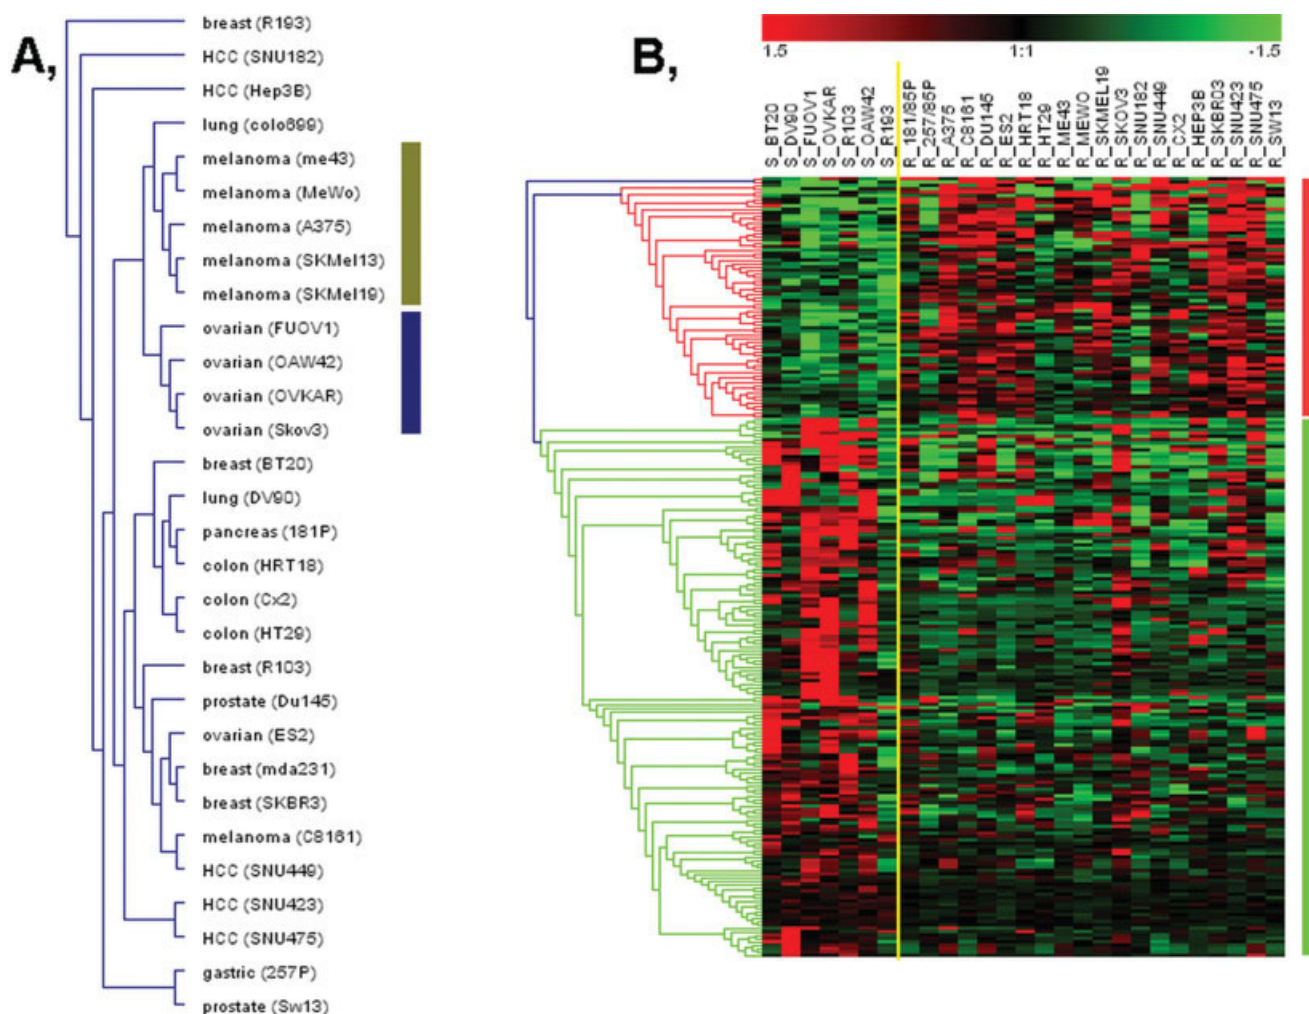 A,
breast (R193)
HCC (SNU182)
HCC (Hep3B)
lung (colo699)
melanoma (me43)
melanoma (MeWo)
melanoma (A375)
melanoma (SKMel13)
melanoma (SKMel19)
ovarian (FUOV1)
ovarian (OAW42)
ovarian (OVKAR)
ovarian (Skov3)
breast (BT20)
lung (DV90)
pancreas (181P)
colon (HRT18)
colon (Cx2)
colon (HT29)
breast (R103)
prostate (Du145)
ovarian (ES2)
breast (mda231)
breast (SKBR3)
melanoma (C8161)
HCC (SNU449)
HCC (SNU423)
HCC (SNU475)
gastric (257P)
prostate (Sw13)
B,
1.5 1:1 -1.5
S_BT20
S_DV90
S_FUOV1
S_OVKAR
S_R103
S_OAW42
S_R193
R_181/85P
R_257/85P
R_A375
R_C8161
R_DU145
R_ES2
R_HRT18
R_HT29
R_ME43
R_MEWO
R_SKMEL19
R_SKOV3
R_SNU182
R_SNU449
R_CX2
R_HEP3B
R_SKBR03
R_SNU423
R_SNU475
R_SW13